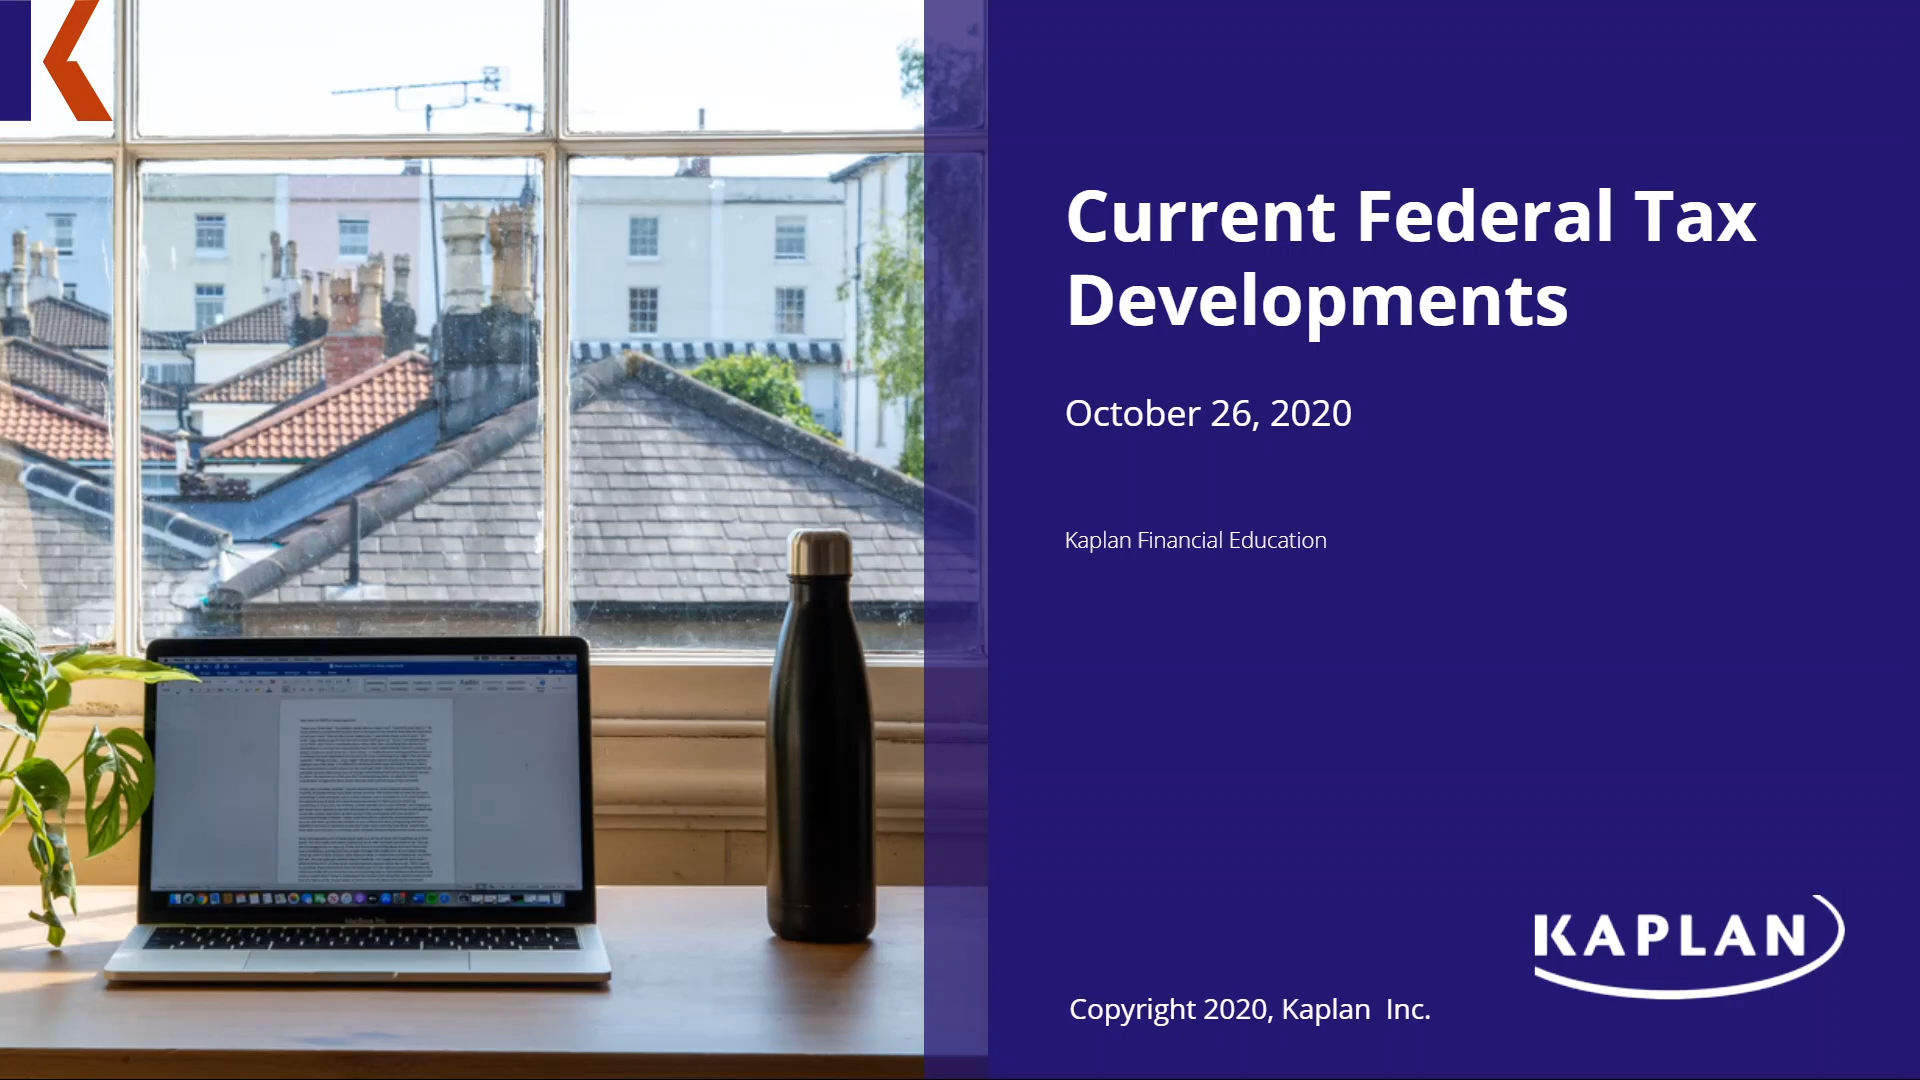 Current Federal Tax
Developments
October 26, 2020
Kaplan Financial Education
KAPLAN
Copyright 2020, Kaplan Inc.